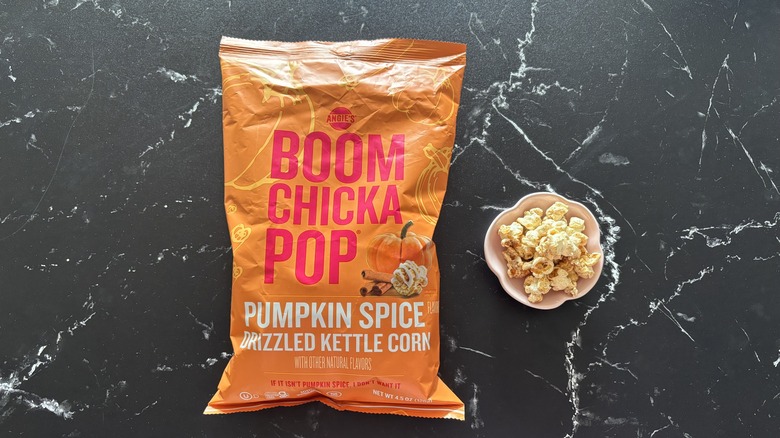 ANGIE'S
BOOM
CHICKA
POP
PUMPKIN SPICE
DRIZZLED KETTLE CORN
WITH OTHER NATURAL FLAVORS
IF IT ISN'T PUMPKIN SPICE, I DON'T WANT IT
NET WT 4.5 OZ